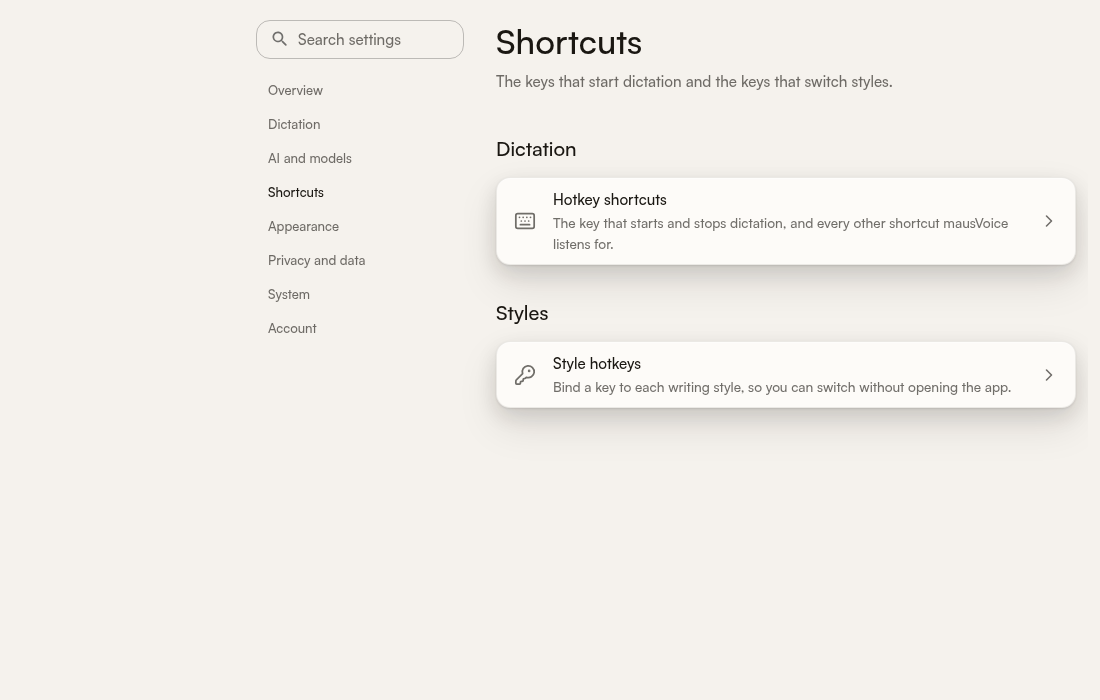 Search settings
Overview
Dictation
AI and models
Shortcuts
Appearance
Privacy and data
System
Account
Shortcuts
The keys that start dictation and the keys that switch styles.
Dictation
Hotkey shortcuts
The key that starts and stops dictation, and every other shortcut mausVoice
listens for.
Styles
Style hotkeys
Bind a key to each writing style, so you can switch without opening the app.